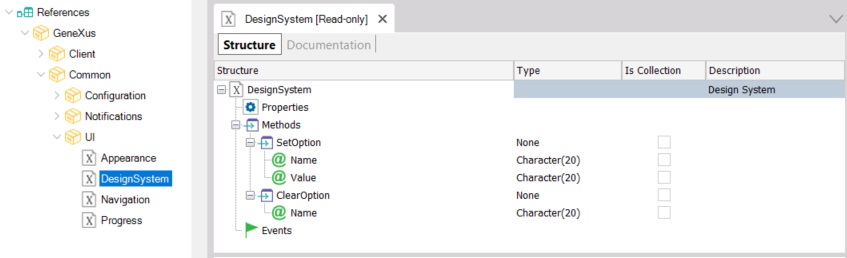 References
GeneXus
Client
Common
Configuration
Notifications
UI
Appearance
DesignSystem
Navigation
Progress
DesignSystem [Read-only]
Structure Documentation
Structure Type Is Collection Description
DesignSystem Design System
Properties
Methods
SetOption None
Name Character(20)
Value Character(20)
ClearOption None
Name Character(20)
Events